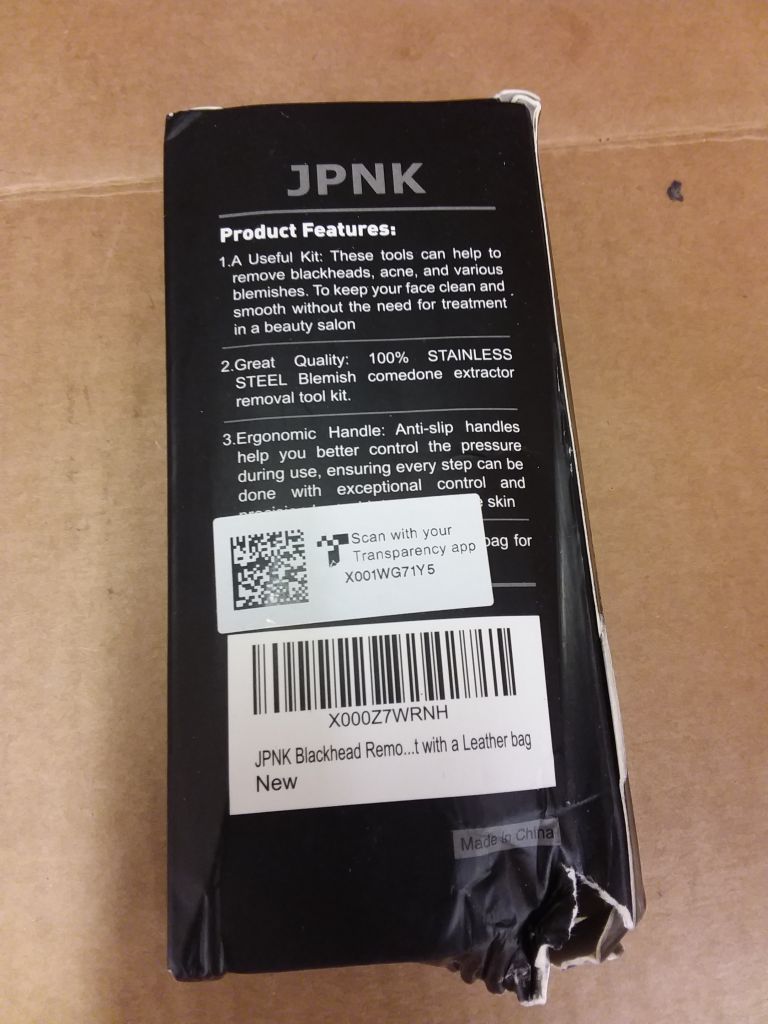 JPNK
Product Features:
1.A Useful Kit: These tools can help to
remove blackheads, acne, and various
blemishes. To keep your face clean and
smooth without the need for treatment
in a beauty salon
2.Great Quality: 100% STAINLESS
STEEL Blemish comedone extractor
removal tool kit.
3.Ergonomic Handle: Anti-slip handles
help you better control the pressure
during use, ensuring every step can be
done with exceptional control and
skin
bag for
Scan with your
Transparency app
X001WG71Y5
X000Z7WRNH
JPNK Blackhead Remo...t with a Leather bag
New
Made in China